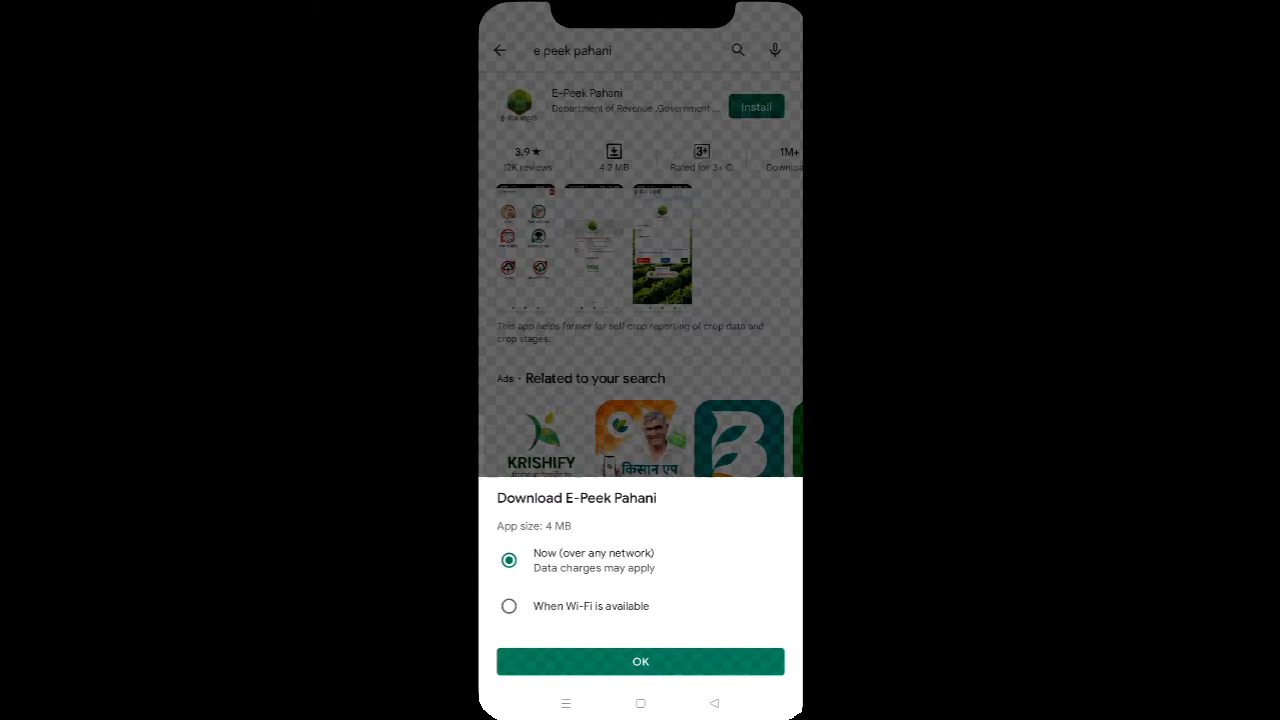 e peek pahani
E-Peek Pahani
Department of Revenue ,Government ...
Install
3.9★
12K reviews
4.2 MB
3+
Rated for 3+
1M+
Downloa
This app helps farmer for self crop reporting of crop data and
crop stages.
Ads · Related to your search
KRISHIFY
किसान एप
Download E-Peek Pahani
App size: 4 MB
Now (over any network)
Data charges may apply
When Wi-Fi is available
OK